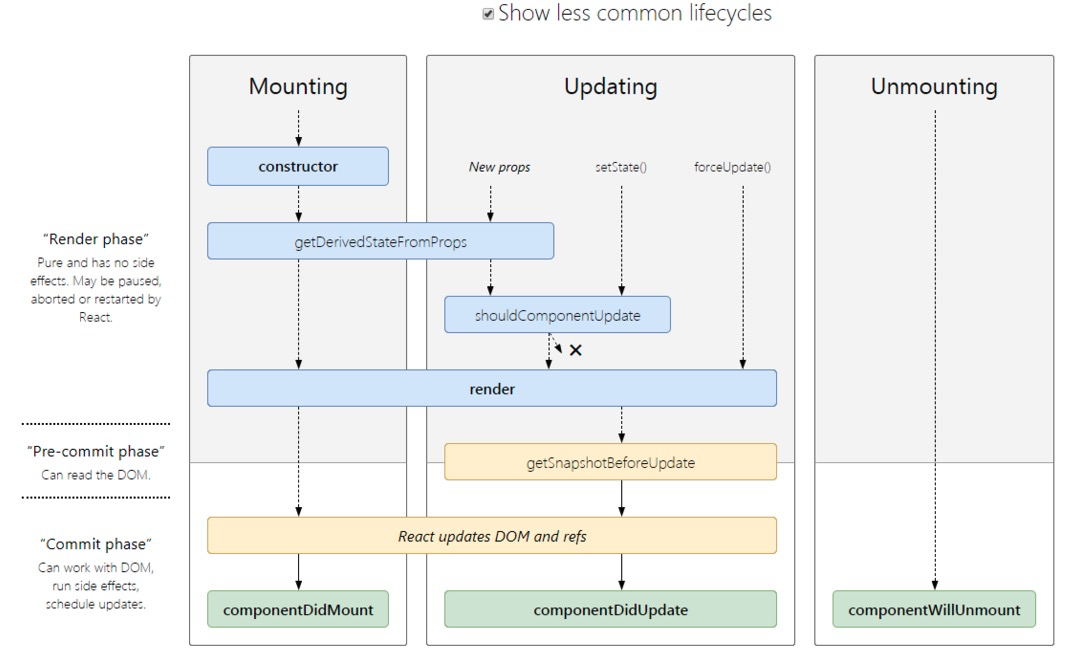 Show less common lifecycles
Mounting
Updating
Unmounting
constructor
New props
setState()
forceUpdate()
"Render phase"
Pure and has no side
effects. May be paused,
aborted or restarted by
React.
getDerivedStateFromProps
shouldComponentUpdate
render
"Pre-commit phase"
Can read the DOM.
getSnapshotBeforeUpdate
"Commit phase"
Can work with DOM,
run side effects,
schedule updates.
React updates DOM and refs
componentDidMount
componentDidUpdate
componentWillUnmount